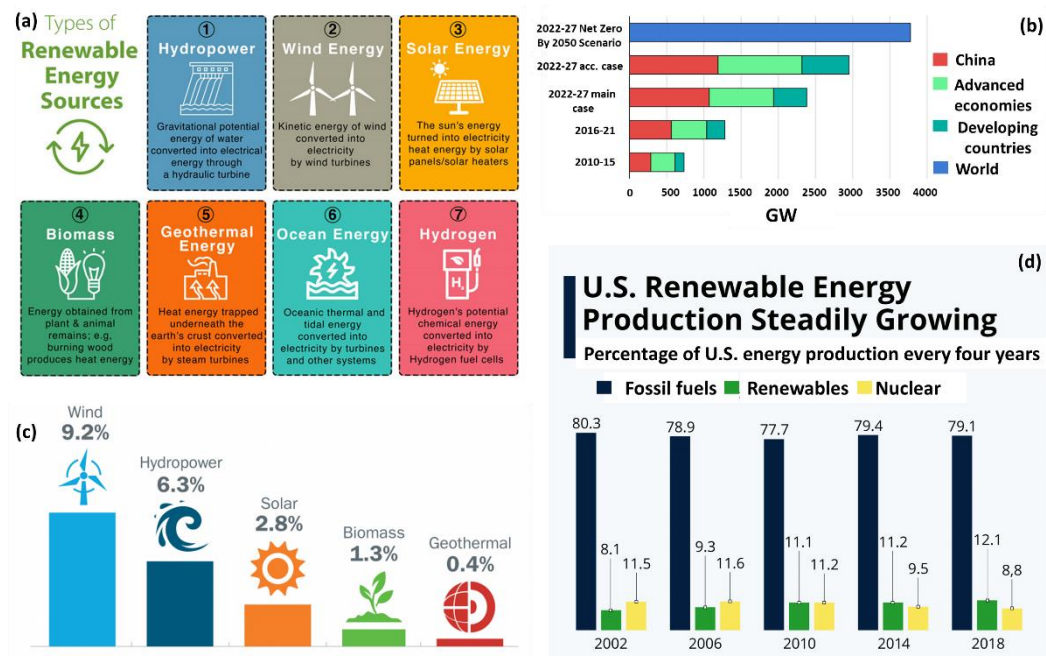 (a) Types of
Renewable
Energy
Sources
①
Hydropower
Gravitational potential
energy of water
converted into electrical
energy through
a hydraulic turbine
②
Wind Energy
Kinetic energy of wind
converted into
electricity
by wind turbines
③
Solar Energy
The sun's energy
turned into electricity
heat energy by solar
panels/solar heaters
④
Biomass
Energy obtained from
plant & animal
remains; e.g,
burning wood
produces heat energy
⑤
Geothermal
Energy
Heat energy trapped
underneath the
earth's crust converted
into electricity
by steam turbines
⑥
Ocean Energy
Oceanic thermal and
tidal energy
converted into
electricity by turbines
and other systems
⑦
Hydrogen
H₂
Hydrogen's potential
chemical energy
converted into
electricity by
Hydrogen fuel cells
(b)
2022-27 Net Zero
By 2050 Scenario
2022-27 acc. case
2022-27 main
case
2016-21
2010-15
0 500 1000 1500 2000 2500 3000 3500 4000
GW
China
Advanced
economies
Developing
countries
World
(c)
Wind
9.2%
Hydropower
6.3%
Solar
2.8%
Biomass
1.3%
Geothermal
0.4%
(d)
U.S. Renewable Energy
Production Steadily Growing
Percentage of U.S. energy production every four years
Fossil fuels Renewables Nuclear
80.3 78.9 77.7 79.4 79.1
8.1 11.5 9.3 11.6 11.1 11.2 11.2 9.5 12.1 8,8
2002 2006 2010 2014 2018